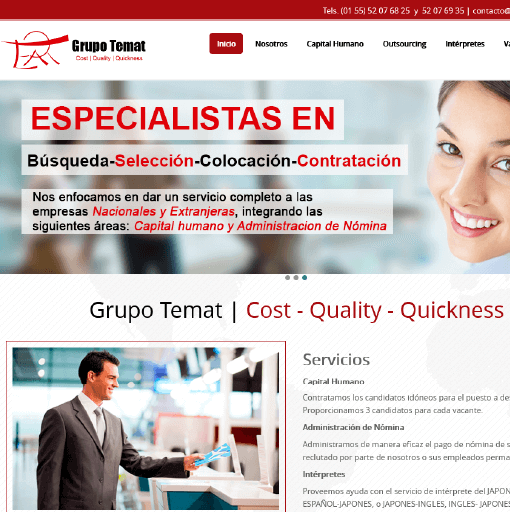 Tels. (01 55) 52 07 68 25 y 52 07 69 35 | contacto@
Grupo Temat
Cost | Quality | Quickness
Inicio Nosotros Capital Humano Outsourcing Intérpretes Va
ESPECIALISTAS EN
Búsqueda-Selección-Colocación-Contratación
Nos enfocamos en dar un servicio completo a las
empresas Nacionales y Extranjeras, integrando las
siguientes áreas: Capital humano y Administracion de Nómina
Grupo Temat | Cost - Quality - Quickness
Servicios
Capital Humano
Contratamos los candidatos idóneos para el puesto a de
Proporcionamos 3 candidatos para cada vacante.
Administración de Nómina
Administramos de manera eficaz el pago de nómina de s
reclutado por parte de nosotros o sus empleados perma
Intérpretes
Proveemos ayuda con el servicio de intérprete del JAPON
ESPAÑOL-JAPONES, o JAPONES-INGLES, INGLES- JAPON